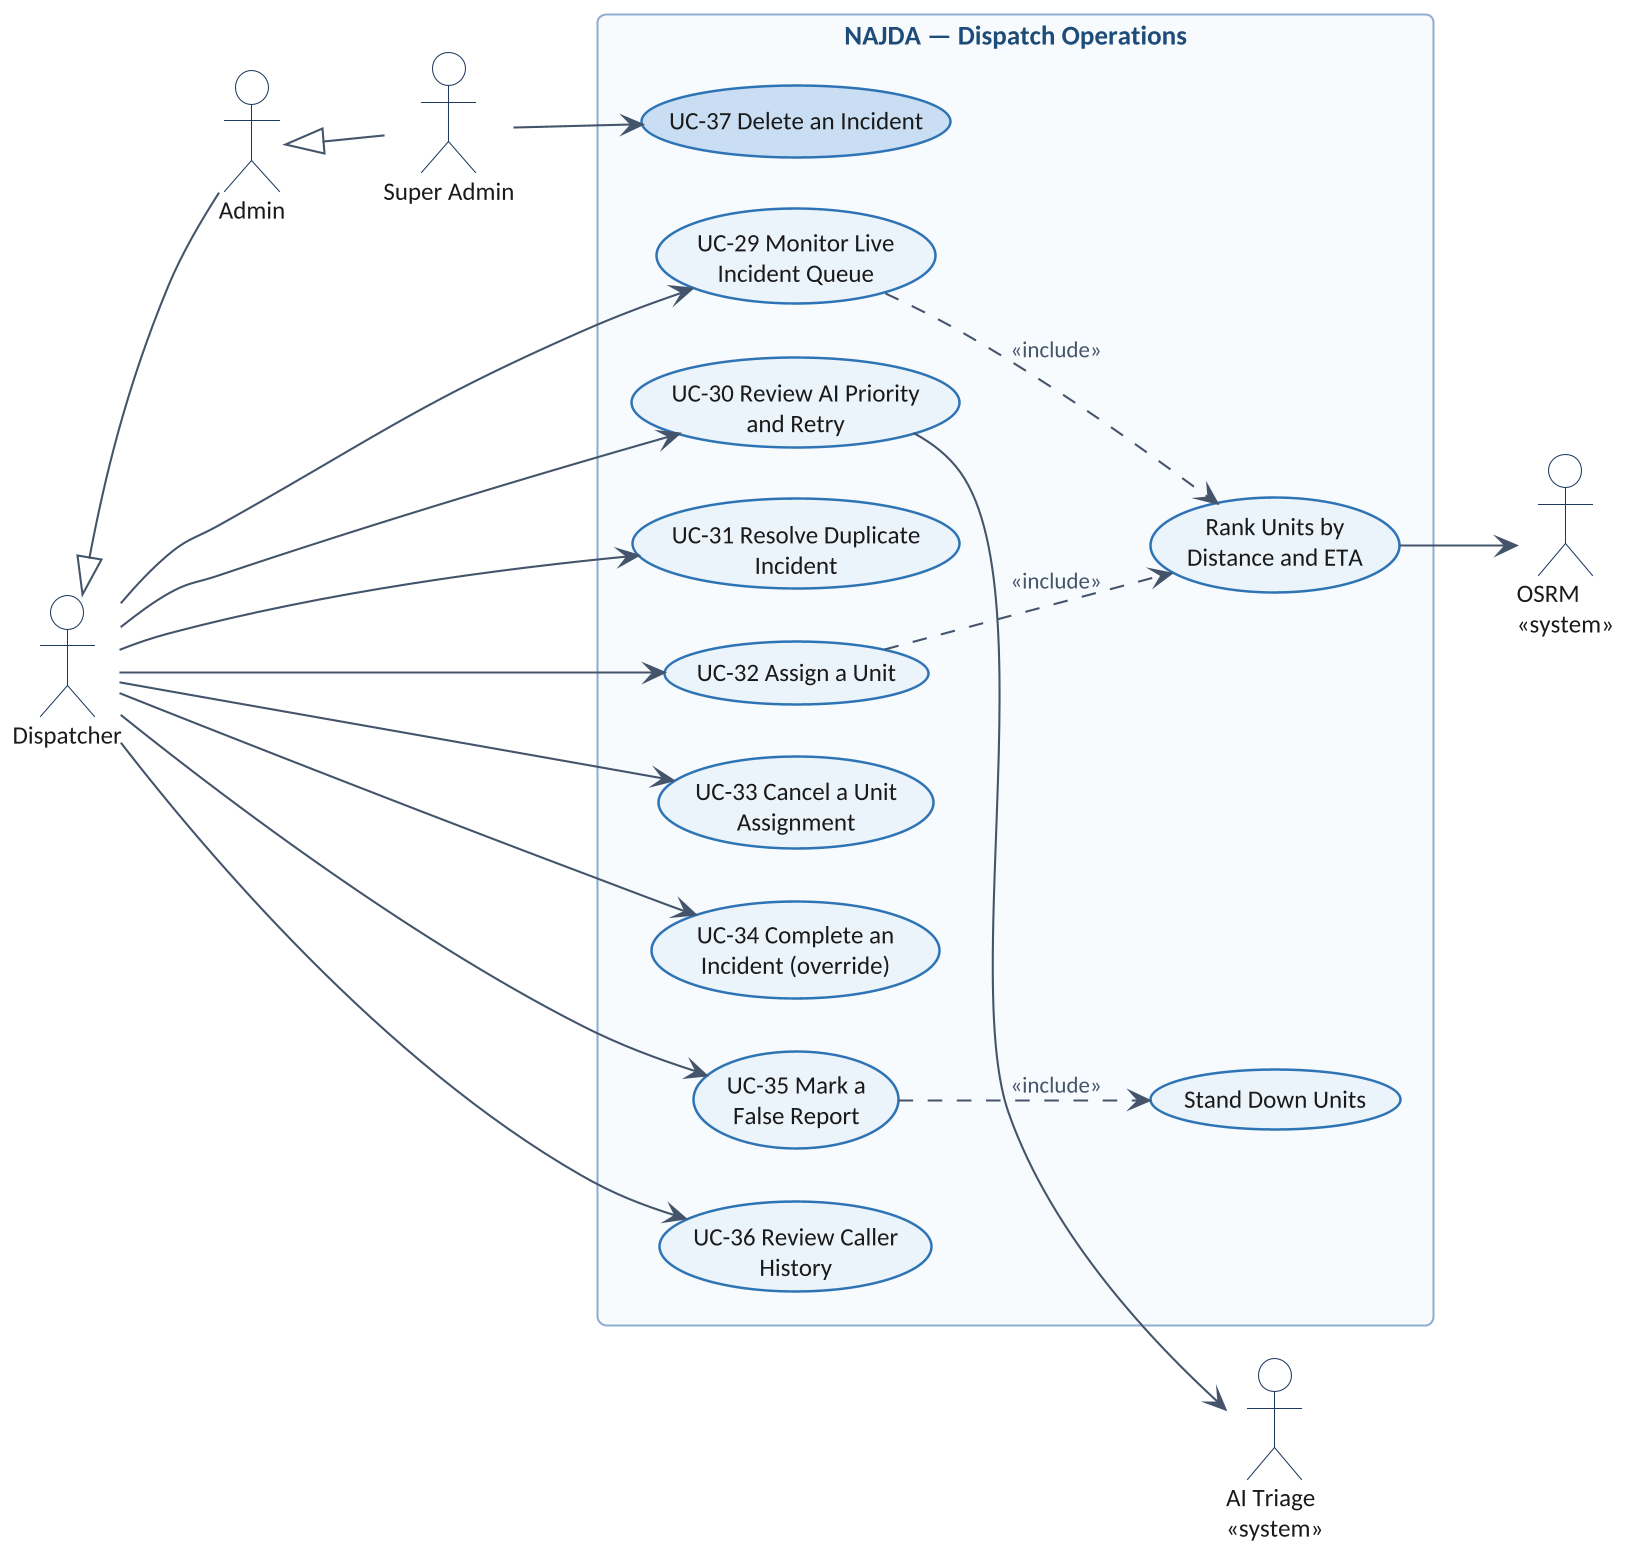 NAJDA — Dispatch Operations
UC-37 Delete an Incident
Super Admin
Admin
UC-29 Monitor Live
Incident Queue
«include»
UC-30 Review AI Priority
and Retry
UC-31 Resolve Duplicate
Incident
Rank Units by
Distance and ETA
OSRM
«system»
«include»
UC-32 Assign a Unit
Dispatcher
UC-33 Cancel a Unit
Assignment
UC-34 Complete an
Incident (override)
UC-35 Mark a
False Report
«include»
Stand Down Units
UC-36 Review Caller
History
AI Triage
«system»